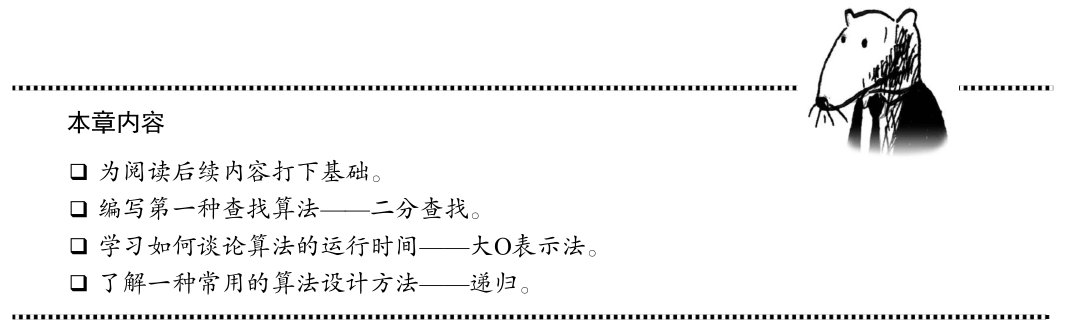 本章内容
❑ 为阅读后续内容打下基础。
❑ 编写第一种查找算法——二分查找。
❑ 学习如何谈论算法的运行时间——大O表示法。
❑ 了解一种常用的算法设计方法——递归。